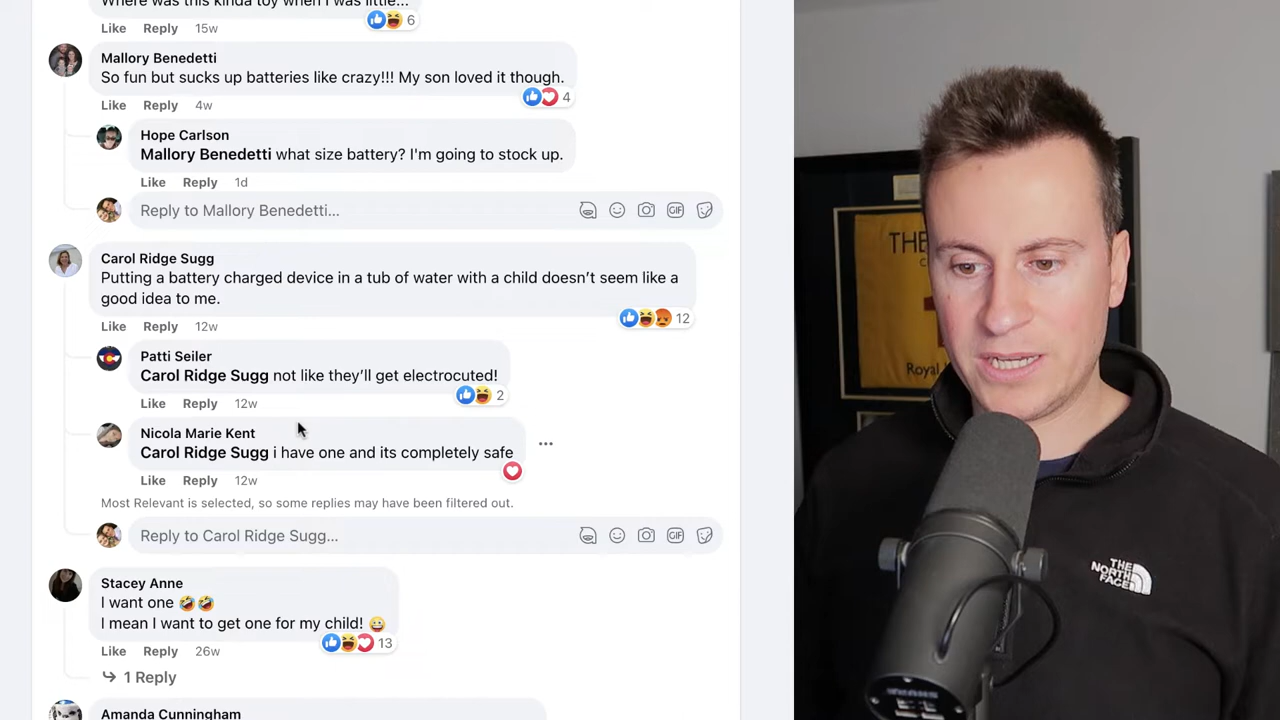 Where was this kinda toy when I was little...
Like Reply 15w 6
Mallory Benedetti
So fun but sucks up batteries like crazy!!! My son loved it though.
Like Reply 4w 4
Hope Carlson
Mallory Benedetti what size battery? I'm going to stock up.
Like Reply 1d
Reply to Mallory Benedetti...
GIF
Carol Ridge Sugg
Putting a battery charged device in a tub of water with a child doesn’t seem like a
good idea to me.
Like Reply 12w 12
Patti Seiler
Carol Ridge Sugg not like they’ll get electrocuted!
Like Reply 12w 2
Nicola Marie Kent
Carol Ridge Sugg i have one and its completely safe
Like Reply 12w
Most Relevant is selected, so some replies may have been filtered out.
Reply to Carol Ridge Sugg...
GIF
Stacey Anne
I want one 🤣🤣
I mean I want to get one for my child! 😀
Like Reply 26w 13
1 Reply
Amanda Cunningham
THE
Royal
THE
NORTH
FACE